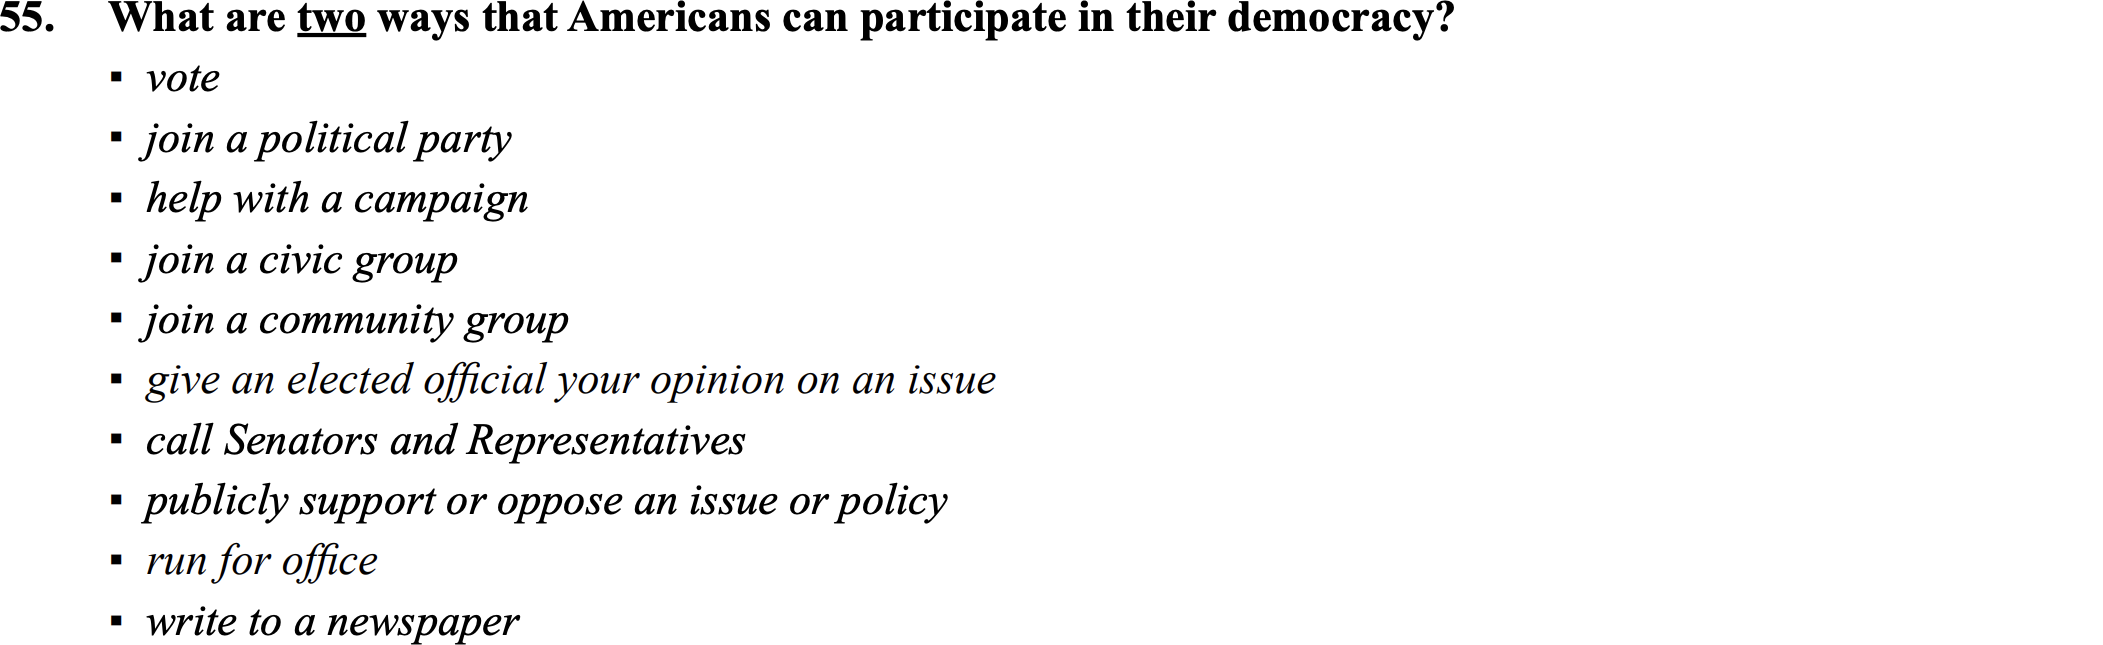 55. What are two ways that Americans can participate in their democracy?
▪ vote
▪ join a political party
▪ help with a campaign
▪ join a civic group
▪ join a community group
▪ give an elected official your opinion on an issue
▪ call Senators and Representatives
▪ publicly support or oppose an issue or policy
▪ run for office
▪ write to a newspaper